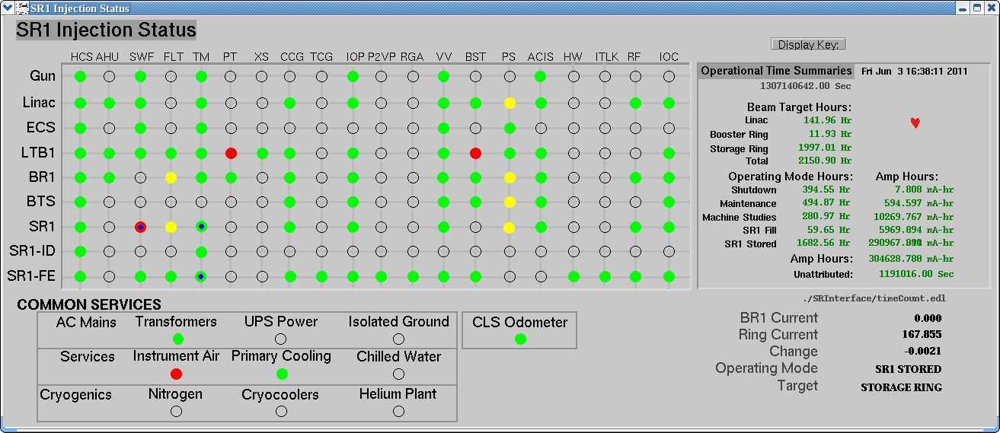 SR1 Injection Status
SR1 Injection Status
Display Key:
HCS AHU SWF FLT TM PT XS CCG TCG IOP P2VP RGA VV BST PS ACIS HW ITLK RF IOC
Gun
Linac
ECS
LTB1
BR1
BTS
SR1
SR1-ID
SR1-FE
Operational Time Summaries Fri Jun 3 16:38:11 2011
1307140642.00 Sec
Beam Target Hours:
Linac 141.96 Hr
Booster Ring 11.93 Hr
Storage Ring 1997.01 Hr
Total 2150.90 Hr
Operating Mode Hours: Amp Hours:
Shutdown 394.55 Hr 7.808 mA-hr
Maintenance 494.87 Hr 594.597 mA-hr
Machine Studies 280.97 Hr 10269.767 mA-hr
SR1 Fill 59.65 Hr 5969.894 mA-hr
SR1 Stored 1682.56 Hr mA-hr
Amp Hours: 304628.780 mA-hr
Unattributed: 1191016.00 Sec
./SRInterface/timeCount.edl
COMMON SERVICES
AC Mains Transformers UPS Power Isolated Ground
CLS Odometer
Services Instrument Air Primary Cooling Chilled Water
Cryogenics Nitrogen Cryocoolers Helium Plant
BR1 Current 0.000
Ring Current 167.855
Change -0.0021
Operating Mode SR1 STORED
Target STORAGE RING